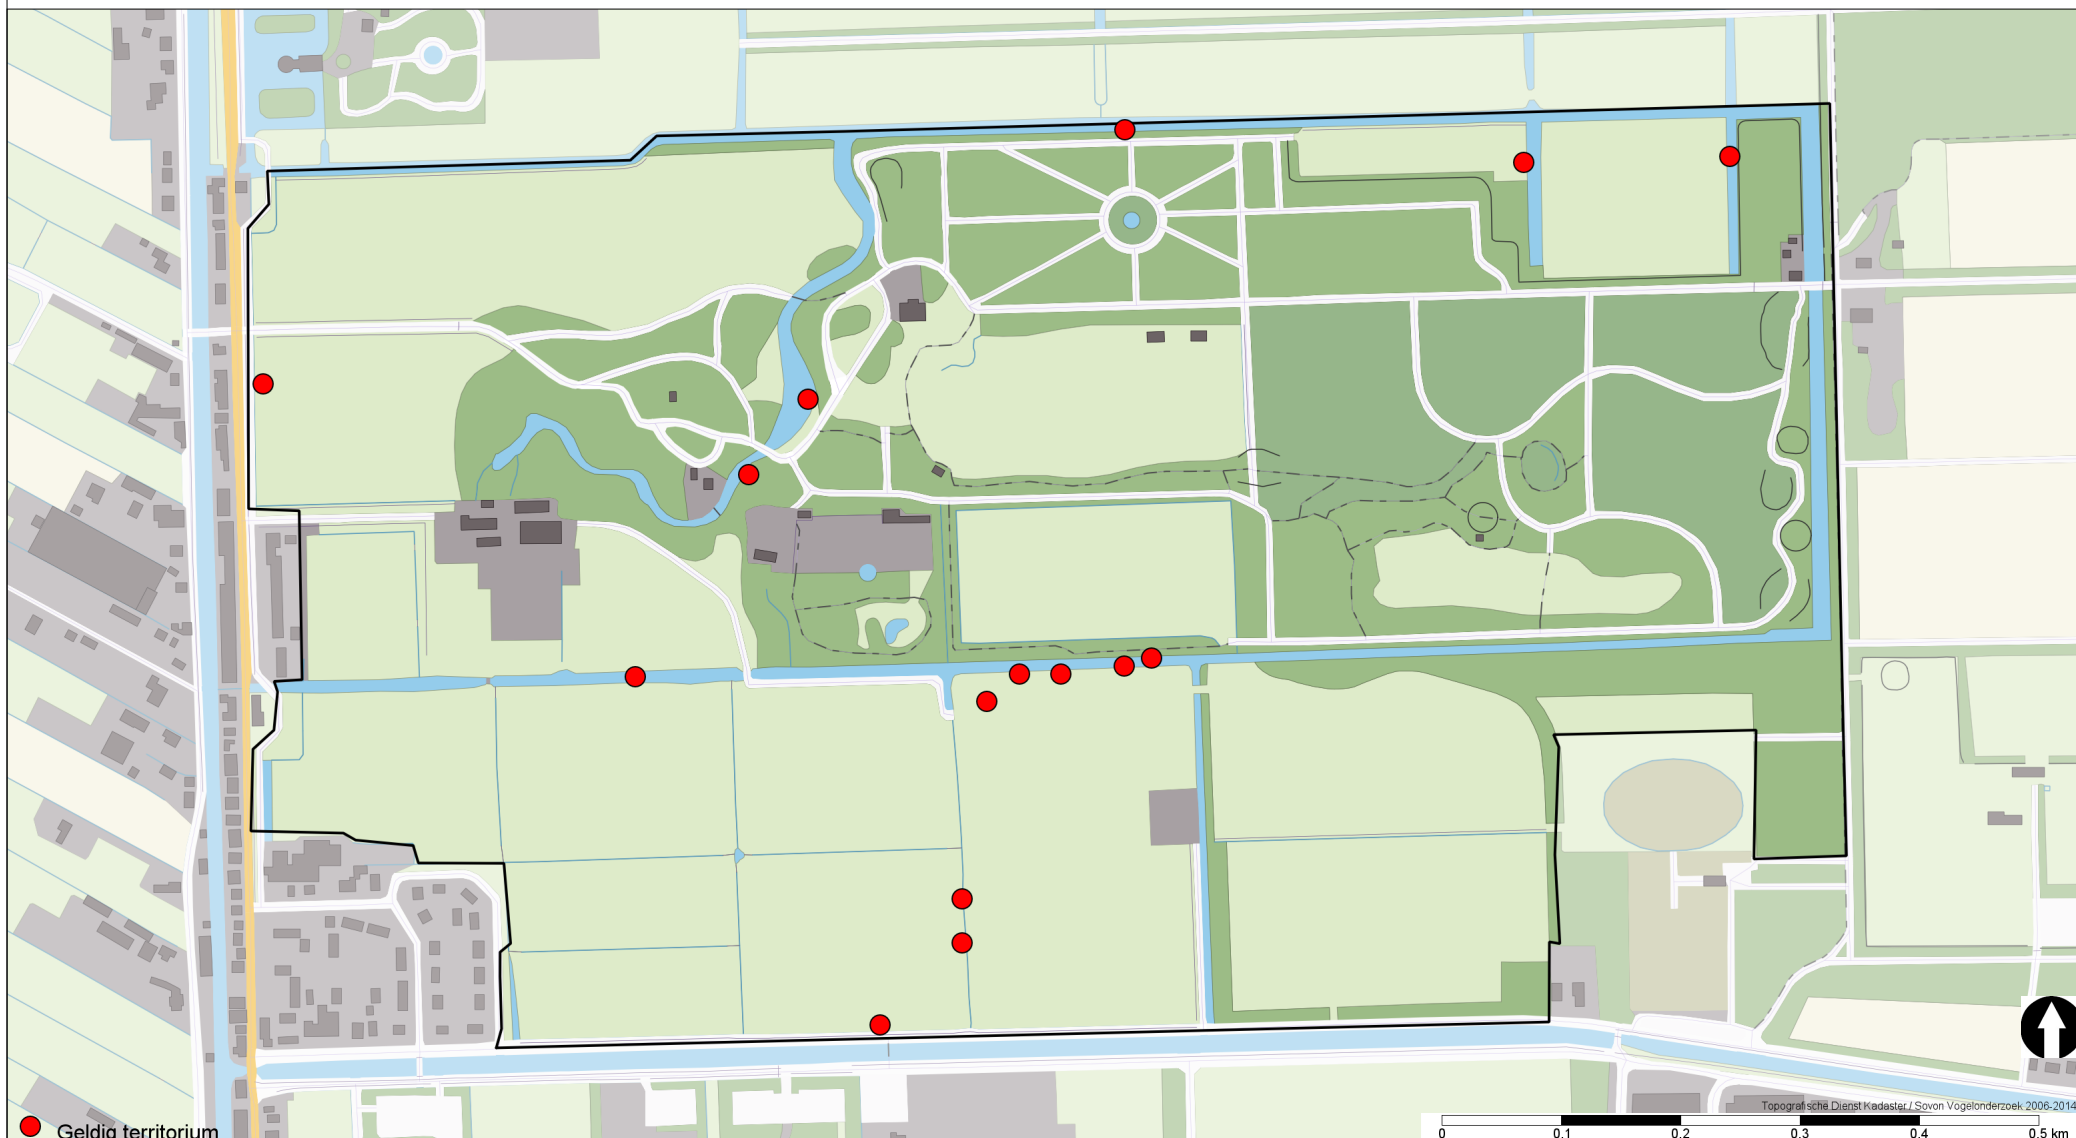 Topografische Dienst Kadaster / Sovon Vogelonderzoek 2006-2014
Geldig territorium
0 0.1 0.2 0.3 0.4 0.5 km